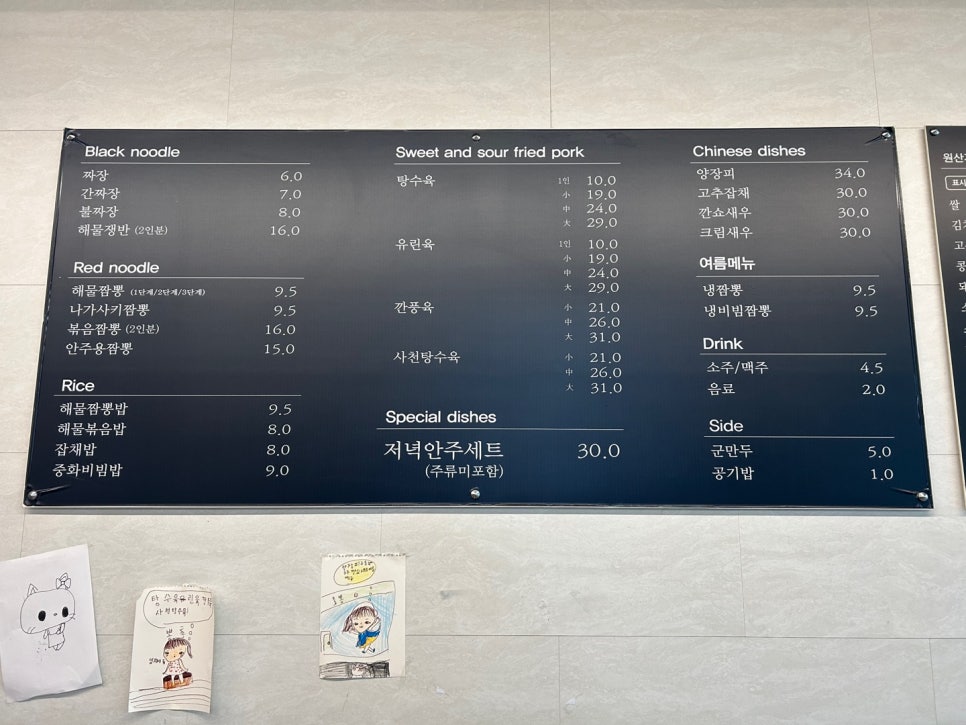 Black noodle
짜장 6.0
간짜장 7.0
불짜장 8.0
해물쟁반 (2인분) 16.0
Red noodle
해물짬뽕 (1단계/2단계/3단계) 9.5
나가사키짬뽕 9.5
볶음짬뽕 (2인분) 16.0
안주용짬뽕 15.0
Rice
해물짬뽕밥 9.5
해물볶음밥 8.0
잡채밥 8.0
중화비빔밥 9.0
Sweet and sour fried pork
탕수육 1인 10.0
小 19.0
中 24.0
大 29.0
유린육 1인 10.0
小 19.0
中 24.0
大 29.0
깐풍육 小 21.0
中 26.0
大 31.0
사천탕수육 小 21.0
中 26.0
大 31.0
Special dishes
저녁안주세트 30.0
(주류미포함)
Chinese dishes
양장피 34.0
고추잡채 30.0
깐쇼새우 30.0
크림새우 30.0
여름메뉴
냉짬뽕 9.5
냉비빔짬뽕 9.5
Drink
소주/맥주 4.5
음료 2.0
Side
군만두 5.0
공기밥 1.0
원산
표시
쌀